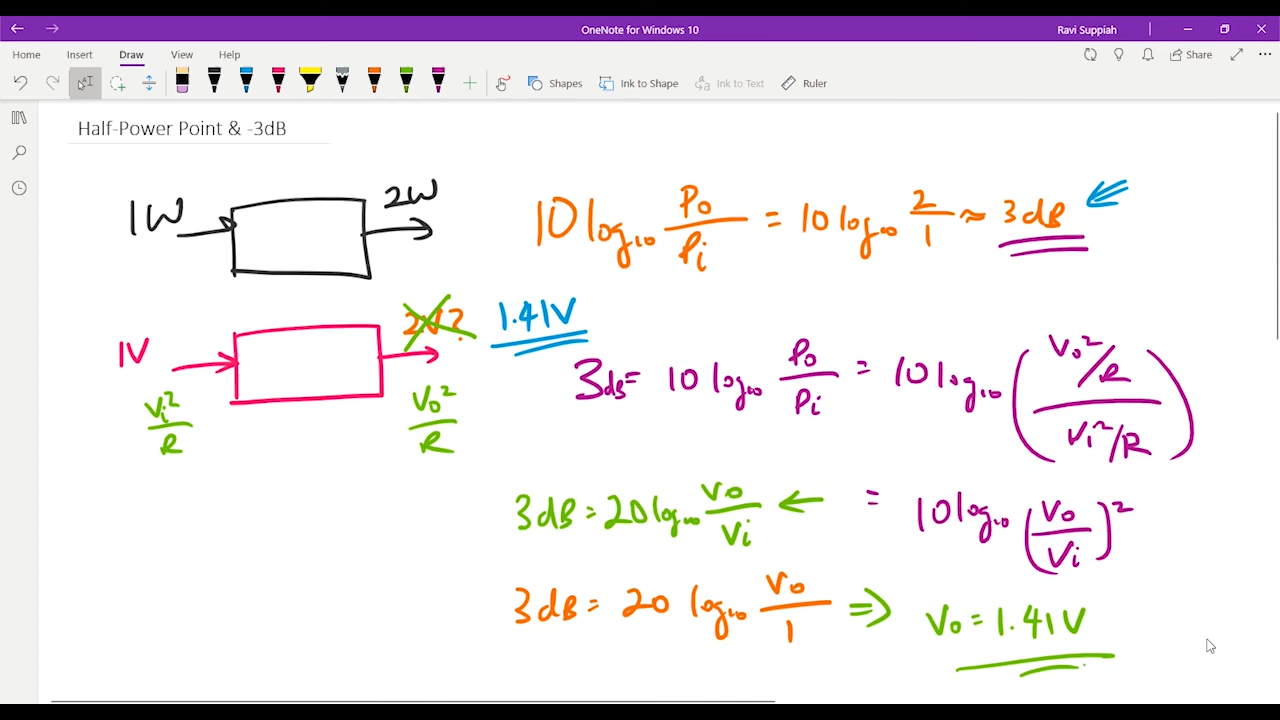 OneNote for Windows 10
Ravi Suppiah
Home Insert Draw View Help
Share
Shapes Ink to Shape Ink to Text Ruler
Half-Power Point & -3dB
1W 2W
10 log₁₀ Po/Pi = 10 log₁₀ 2/1 ≈ 3dB
1V 2V? 1.41V
Vi²/R Vo²/R
3dB = 10 log₁₀ Po/Pi = 10 log₁₀ (Vo²/R / Vi²/R)
= 10 log₁₀ (Vo/Vi)²
3dB = 20 log₁₀ Vo/Vi ←
3dB = 20 log₁₀ Vo/1 ⇒ Vo = 1.41V